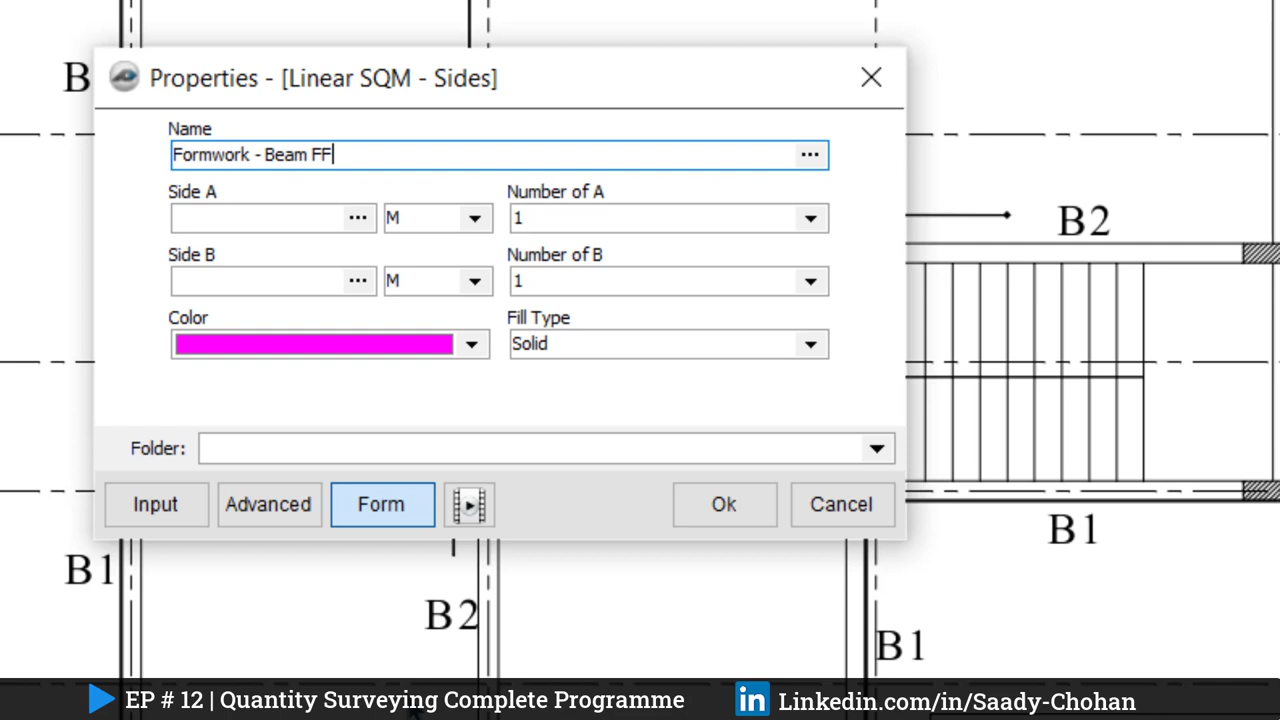 B
Properties - [Linear SQM - Sides]
Name
Formwork - Beam FF
...
Side A
Number of A
... M 1
Side B
Number of B
... M 1
Color
Fill Type
Solid
Folder:
Input Advanced Form Ok Cancel
B2
B1
B1
B2
B1
EP # 12 | Quantity Surveying Complete Programme
in Linkedin.com/in/Saady-Chohan